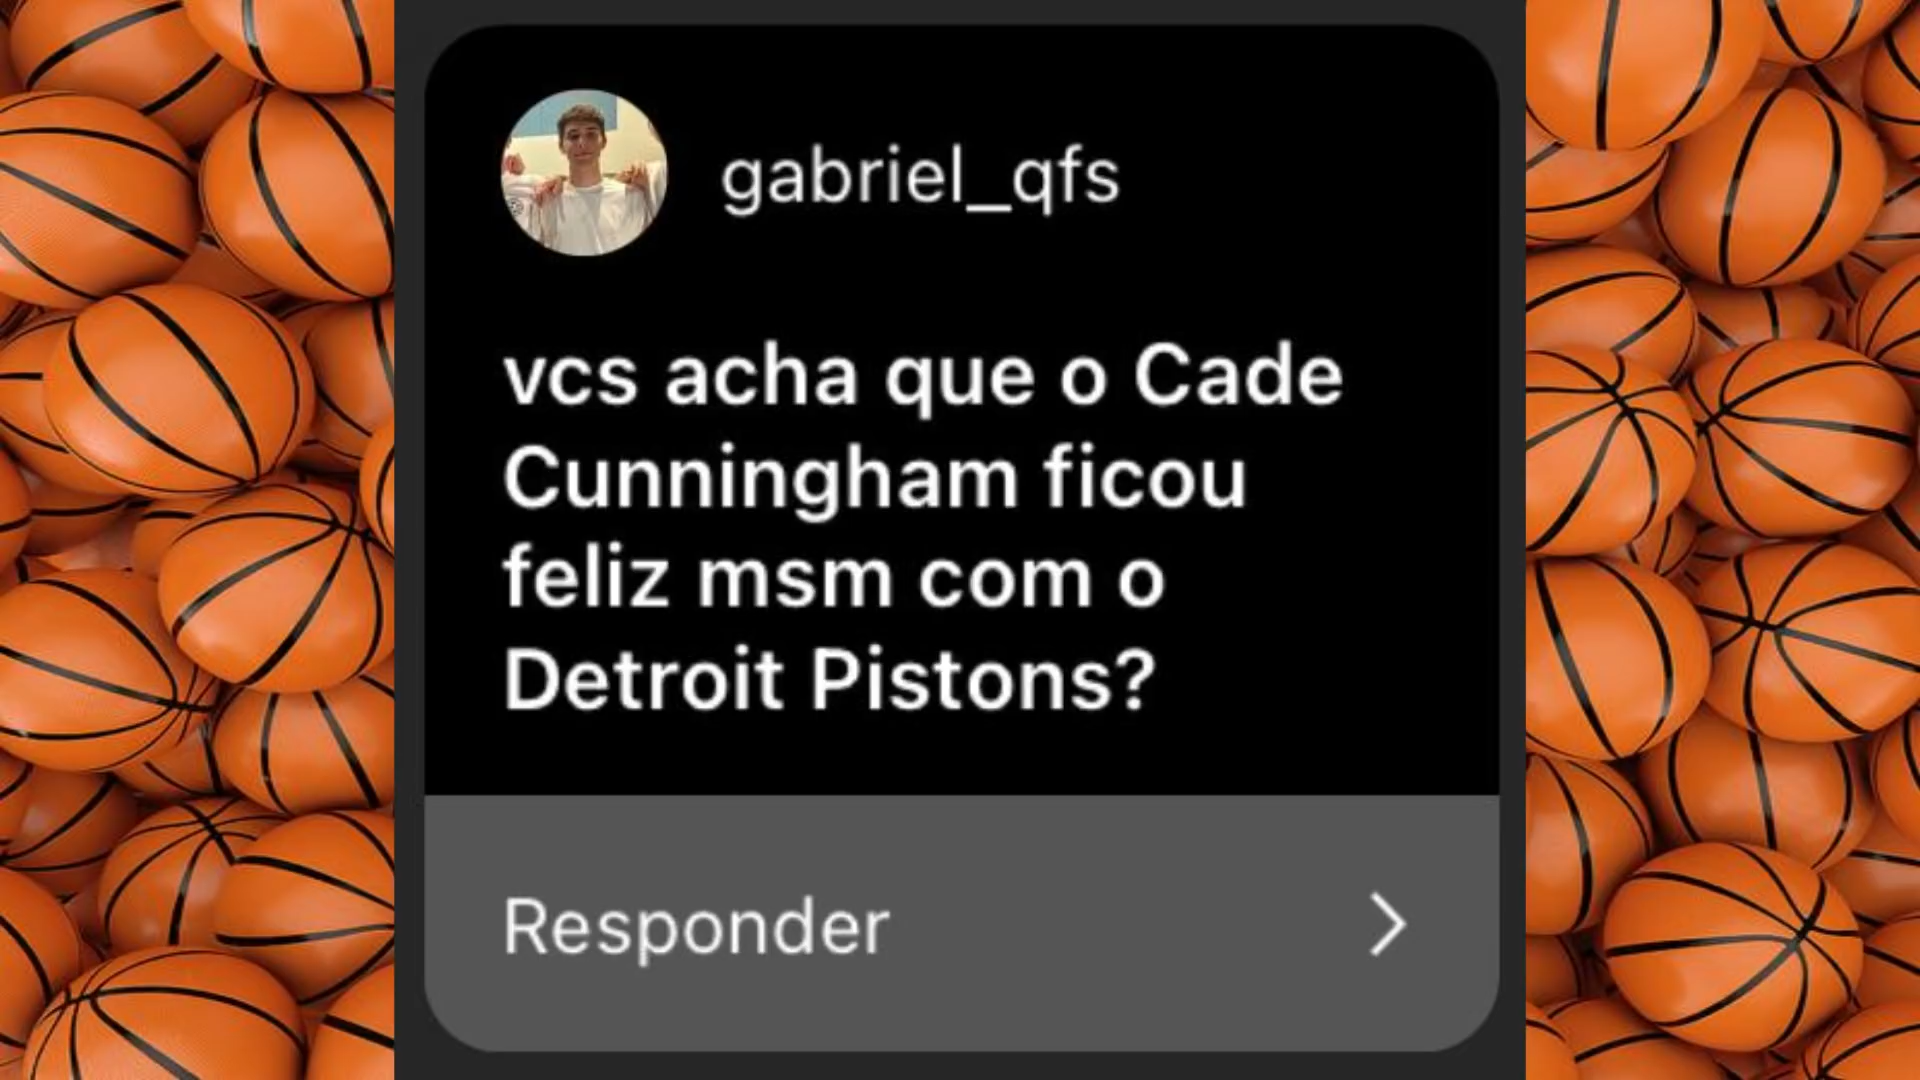 gabriel_qfs
vcs acha que o Cade
Cunningham ficou
feliz msm com o
Detroit Pistons?
Responder